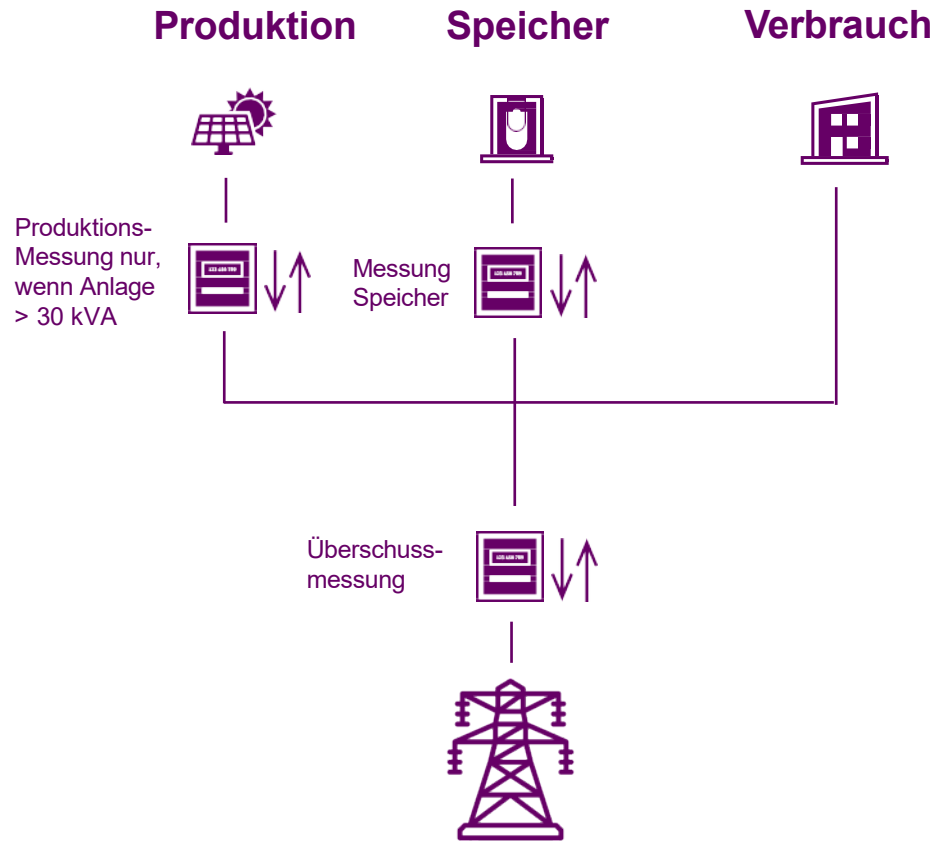 Produktion Speicher Verbrauch
Produktions-
Messung nur,
wenn Anlage
> 30 kVA
Messung
Speicher
Überschuss-
messung